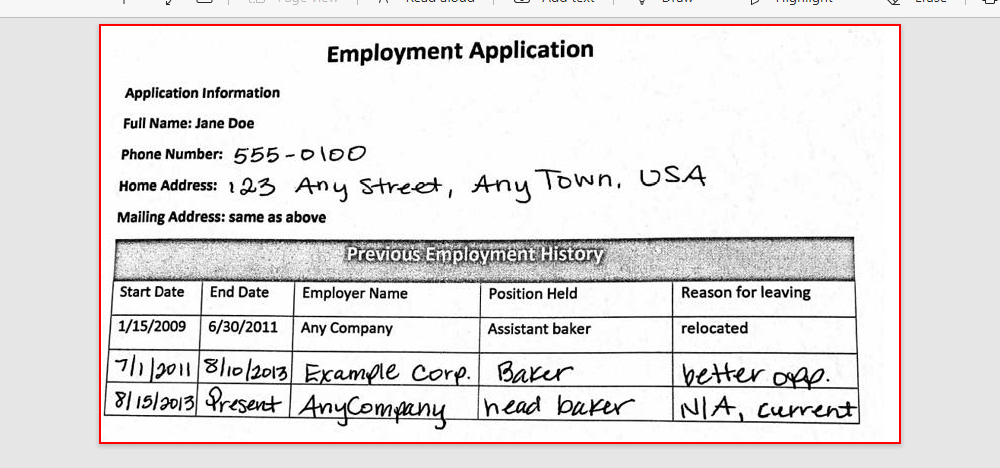 Page view
Read aloud
Add text
Draw
Highlight
Erase
Employment Application
Application Information
Full Name: Jane Doe
Phone Number: 555-0100
Home Address: 123 Any Street, Any Town, USA
Mailing Address: same as above
Previous Employment History
Start Date End Date Employer Name Position Held Reason for leaving
1/15/2009 6/30/2011 Any Company Assistant baker relocated
7/1/2011 8/10/2013 Example Corp. Baker better opp.
8/15/2013 Present AnyCompany head baker N/A, current